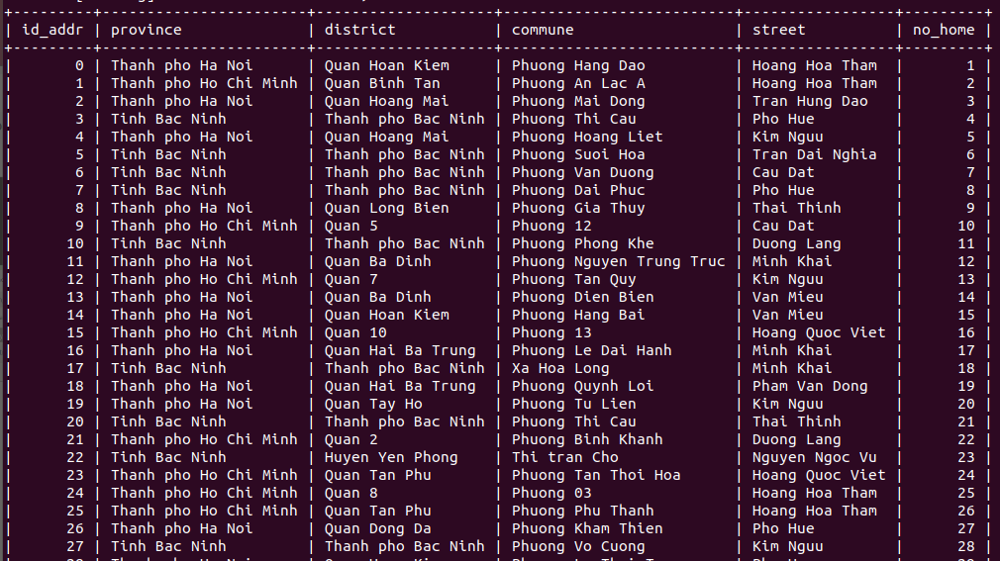 | id_addr | province | district | commune | street | no_home |
| 0 | Thanh pho Ha Noi | Quan Hoan Kiem | Phuong Hang Dao | Hoang Hoa Tham | 1 |
| 1 | Thanh pho Ho Chi Minh | Quan Binh Tan | Phuong An Lac A | Hoang Hoa Tham | 2 |
| 2 | Thanh pho Ha Noi | Quan Hoang Mai | Phuong Mai Dong | Tran Hung Dao | 3 |
| 3 | Tinh Bac Ninh | Thanh pho Bac Ninh | Phuong Thi Cau | Pho Hue | 4 |
| 4 | Thanh pho Ha Noi | Quan Hoang Mai | Phuong Hoang Liet | Kim Nguu | 5 |
| 5 | Tinh Bac Ninh | Thanh pho Bac Ninh | Phuong Suoi Hoa | Tran Dai Nghia | 6 |
| 6 | Tinh Bac Ninh | Thanh pho Bac Ninh | Phuong Van Duong | Cau Dat | 7 |
| 7 | Tinh Bac Ninh | Thanh pho Bac Ninh | Phuong Dai Phuc | Pho Hue | 8 |
| 8 | Thanh pho Ha Noi | Quan Long Bien | Phuong Gia Thuy | Thai Thinh | 9 |
| 9 | Thanh pho Ho Chi Minh | Quan 5 | Phuong 12 | Cau Dat | 10 |
| 10 | Tinh Bac Ninh | Thanh pho Bac Ninh | Phuong Phong Khe | Duong Lang | 11 |
| 11 | Thanh pho Ha Noi | Quan Ba Dinh | Phuong Nguyen Trung Truc | Minh Khai | 12 |
| 12 | Thanh pho Ho Chi Minh | Quan 7 | Phuong Tan Quy | Kim Nguu | 13 |
| 13 | Thanh pho Ha Noi | Quan Ba Dinh | Phuong Dien Bien | Van Mieu | 14 |
| 14 | Thanh pho Ha Noi | Quan Hoan Kiem | Phuong Hang Bai | Van Mieu | 15 |
| 15 | Thanh pho Ho Chi Minh | Quan 10 | Phuong 13 | Hoang Quoc Viet | 16 |
| 16 | Thanh pho Ha Noi | Quan Hai Ba Trung | Phuong Le Dai Hanh | Minh Khai | 17 |
| 17 | Tinh Bac Ninh | Thanh pho Bac Ninh | Xa Hoa Long | Minh Khai | 18 |
| 18 | Thanh pho Ha Noi | Quan Hai Ba Trung | Phuong Quynh Loi | Pham Van Dong | 19 |
| 19 | Thanh pho Ha Noi | Quan Tay Ho | Phuong Tu Lien | Kim Nguu | 20 |
| 20 | Tinh Bac Ninh | Thanh pho Bac Ninh | Phuong Thi Cau | Thai Thinh | 21 |
| 21 | Thanh pho Ho Chi Minh | Quan 2 | Phuong Binh Khanh | Duong Lang | 22 |
| 22 | Tinh Bac Ninh | Huyen Yen Phong | Thi tran Cho | Nguyen Ngoc Vu | 23 |
| 23 | Thanh pho Ho Chi Minh | Quan Tan Phu | Phuong Tan Thoi Hoa | Hoang Quoc Viet | 24 |
| 24 | Thanh pho Ho Chi Minh | Quan 8 | Phuong 03 | Hoang Hoa Tham | 25 |
| 25 | Thanh pho Ho Chi Minh | Quan Tan Phu | Phuong Phu Thanh | Hoang Hoa Tham | 26 |
| 26 | Thanh pho Ha Noi | Quan Dong Da | Phuong Kham Thien | Pho Hue | 27 |
| 27 | Tinh Bac Ninh | Thanh pho Bac Ninh | Phuong Vo Cuong | Kim Nguu | 28 |